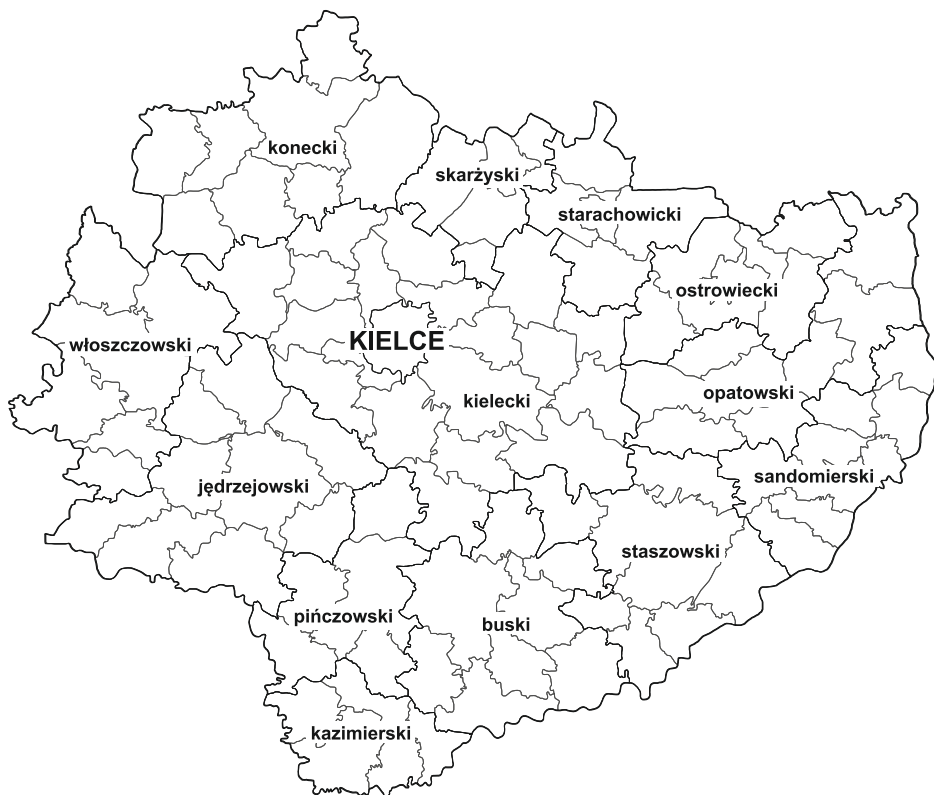 konecki
skarżyski
starachowicki
ostrowiecki
włoszczowski
KIELCE
kielecki
opatowski
jędrzejowski
sandomierski
staszowski
pińczowski
buski
kazimierski